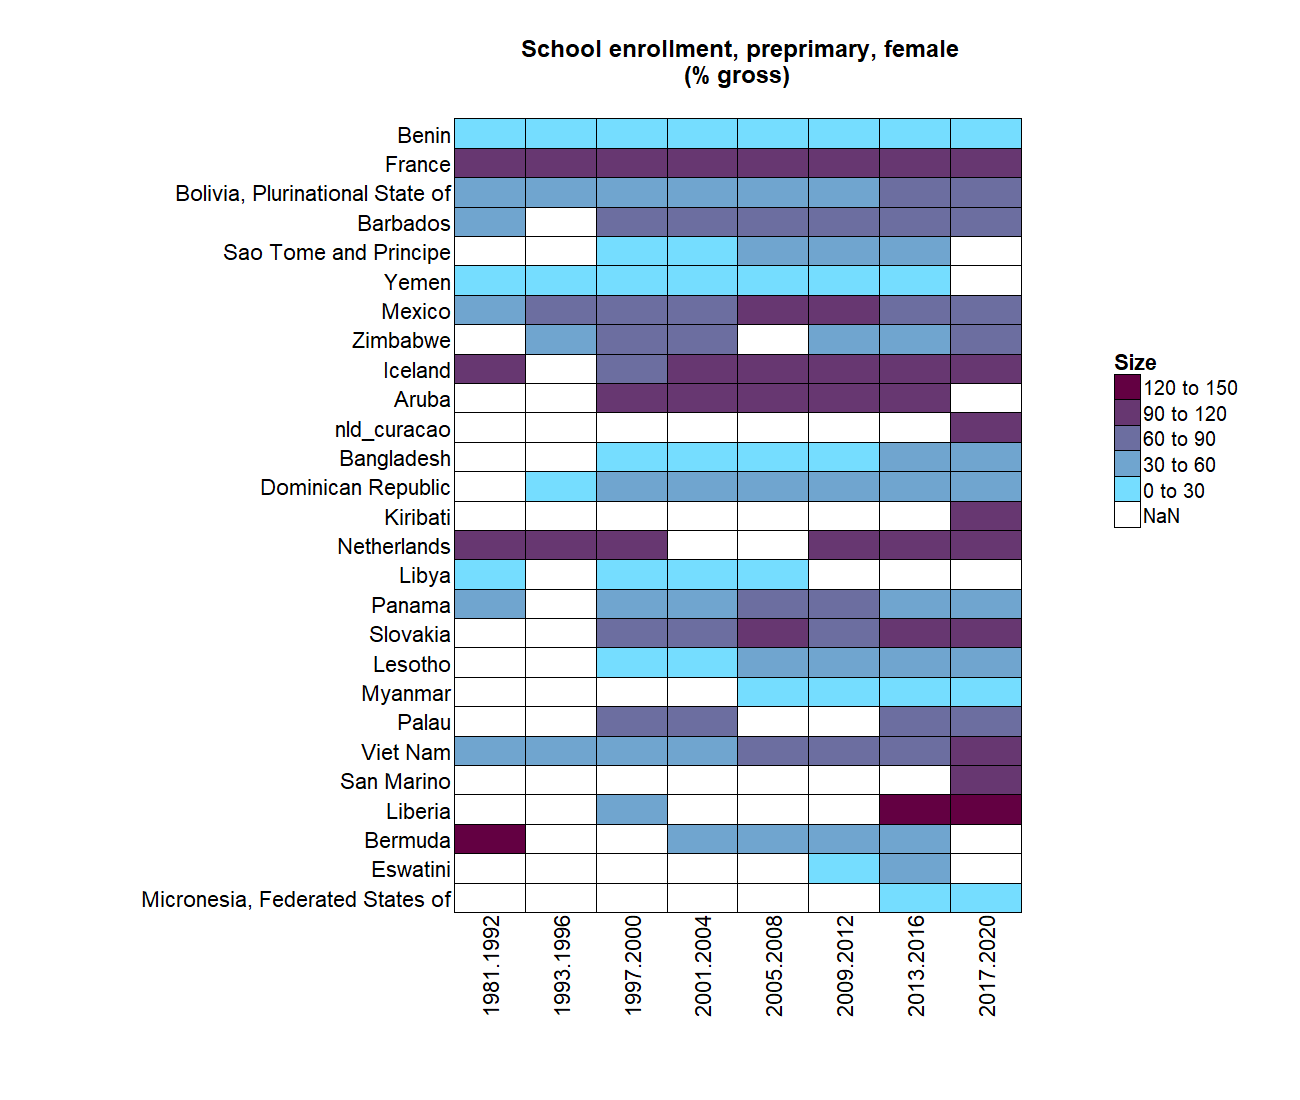 School enrollment, preprimary, female
(% gross)
Benin
France
Bolivia, Plurinational State of
Barbados
Sao Tome and Principe
Yemen
Mexico
Zimbabwe
Iceland
Aruba
nld_curacao
Bangladesh
Dominican Republic
Kiribati
Netherlands
Libya
Panama
Slovakia
Lesotho
Myanmar
Palau
Viet Nam
San Marino
Liberia
Bermuda
Eswatini
Micronesia, Federated States of
1981.1992
1993.1996
1997.2000
2001.2004
2005.2008
2009.2012
2013.2016
2017.2020
Size
120 to 150
90 to 120
60 to 90
30 to 60
0 to 30
NaN